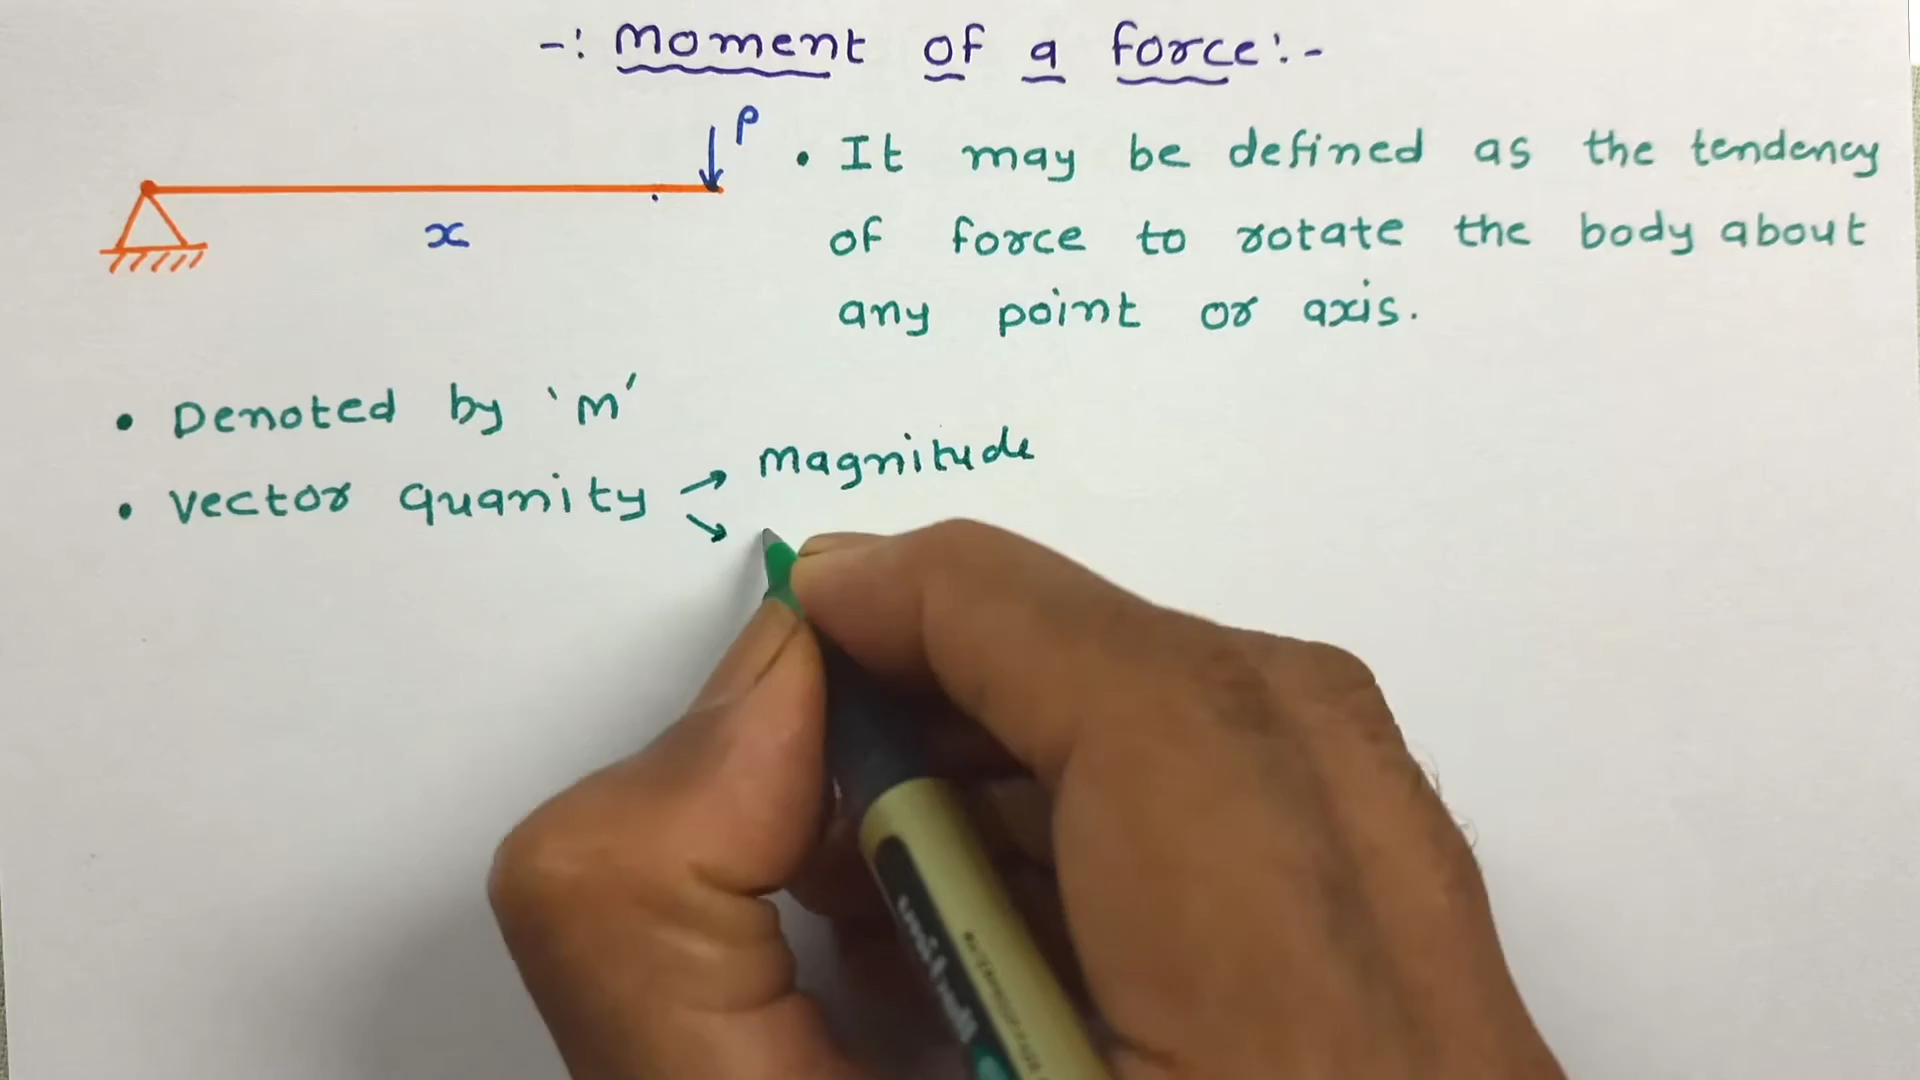 -: Moment of a force:-
P
• It may be defined as the tendency
of force to rotate the body about
any point or axis.
x
• Denoted by 'M'
• Vector quanity → Magnitude
→
uniball